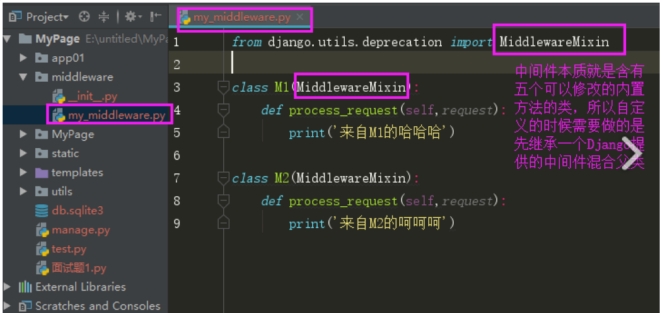 Project
my_middleware.py
MyPage E:\untitled\MyPa
app01
middleware
__init__.py
my_middleware.py
MyPage
static
templates
utils
db.sqlite3
manage.py
test.py
面试题1.py
External Libraries
Scratches and Consoles
1 from django.utils.deprecation import MiddlewareMixin
2
3 class M1(MiddlewareMixin):
4 def process_request(self,request):
5 print('来自M1的哈哈哈')
6
7 class M2(MiddlewareMixin):
8 def process_request(self,request):
9 print('来自M2的呵呵呵')
中间件本质就是含有
五个可以修改的内置
方法的类，所以自定
义的时候需要做的是
先继承一个Django提
供的中间件混合父类